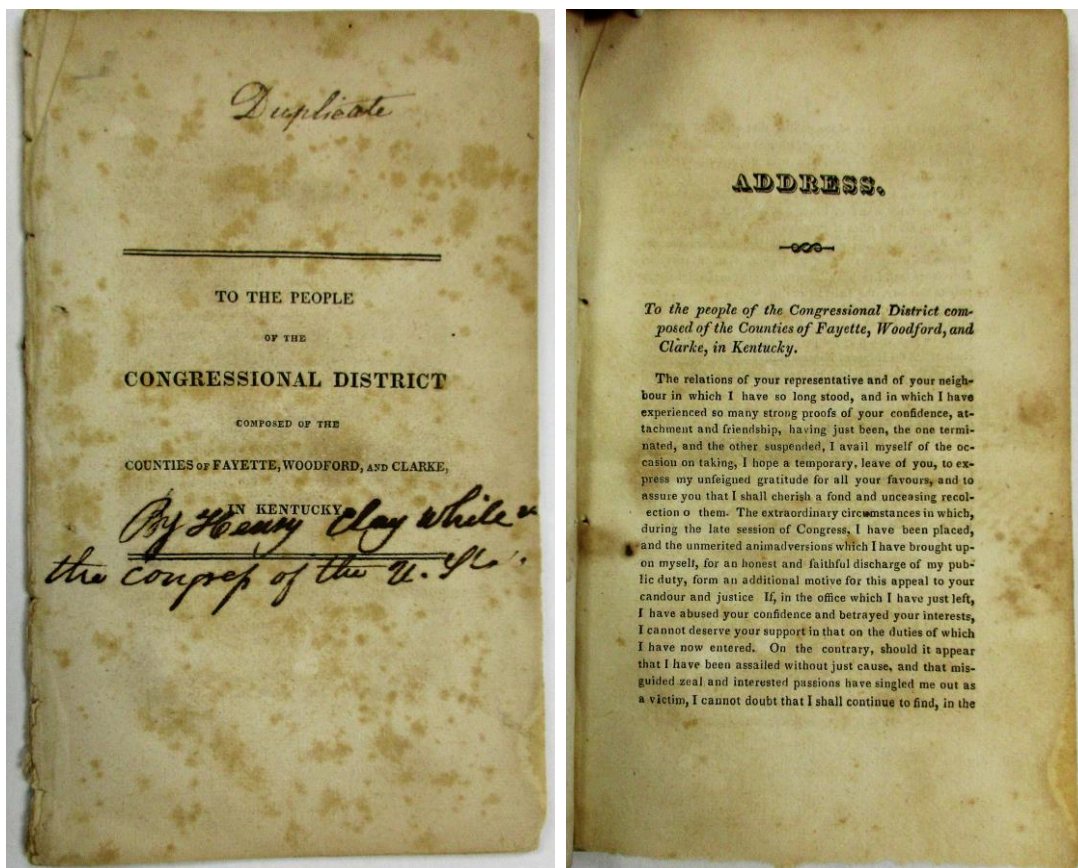 Duplicate
TO THE PEOPLE
OF THE
CONGRESSIONAL DISTRICT
COMPOSED OF THE
COUNTIES OF FAYETTE, WOODFORD, AND CLARKE,
IN KENTUCKY
By Henry Clay while
the congress of the U. St.
ADDRESS.
To the people of the Congressional District com-
posed of the Counties of Fayette, Woodford, and
Clarke, in Kentucky.
The relations of your representative and of your neigh-
bour in which I have so long stood, and in which I have
experienced so many strong proofs of your confidence, at-
tachment and friendship, having just been, the one termi-
nated, and the other suspended, I avail myself of the oc-
casion on taking, I hope a temporary, leave of you, to ex-
press my unfeigned gratitude for all your favours, and to
assure you that I shall cherish a fond and unceasing recol-
ection o them. The extraordinary circumstances in which,
during the late session of Congress, I have been placed,
and the unmerited animadversions which I have brought up-
on myself, for an honest and faithful discharge of my pub-
lic duty, form an additional motive for this appeal to your
candour and justice If, in the office which I have just left,
I have abused your confidence and betrayed your interests,
I cannot deserve your support in that on the duties of which
I have now entered. On the contrary, should it appear
that I have been assailed without just cause, and that mis-
guided zeal and interested passions have singled me out as
a victim, I cannot doubt that I shall continue to find, in the